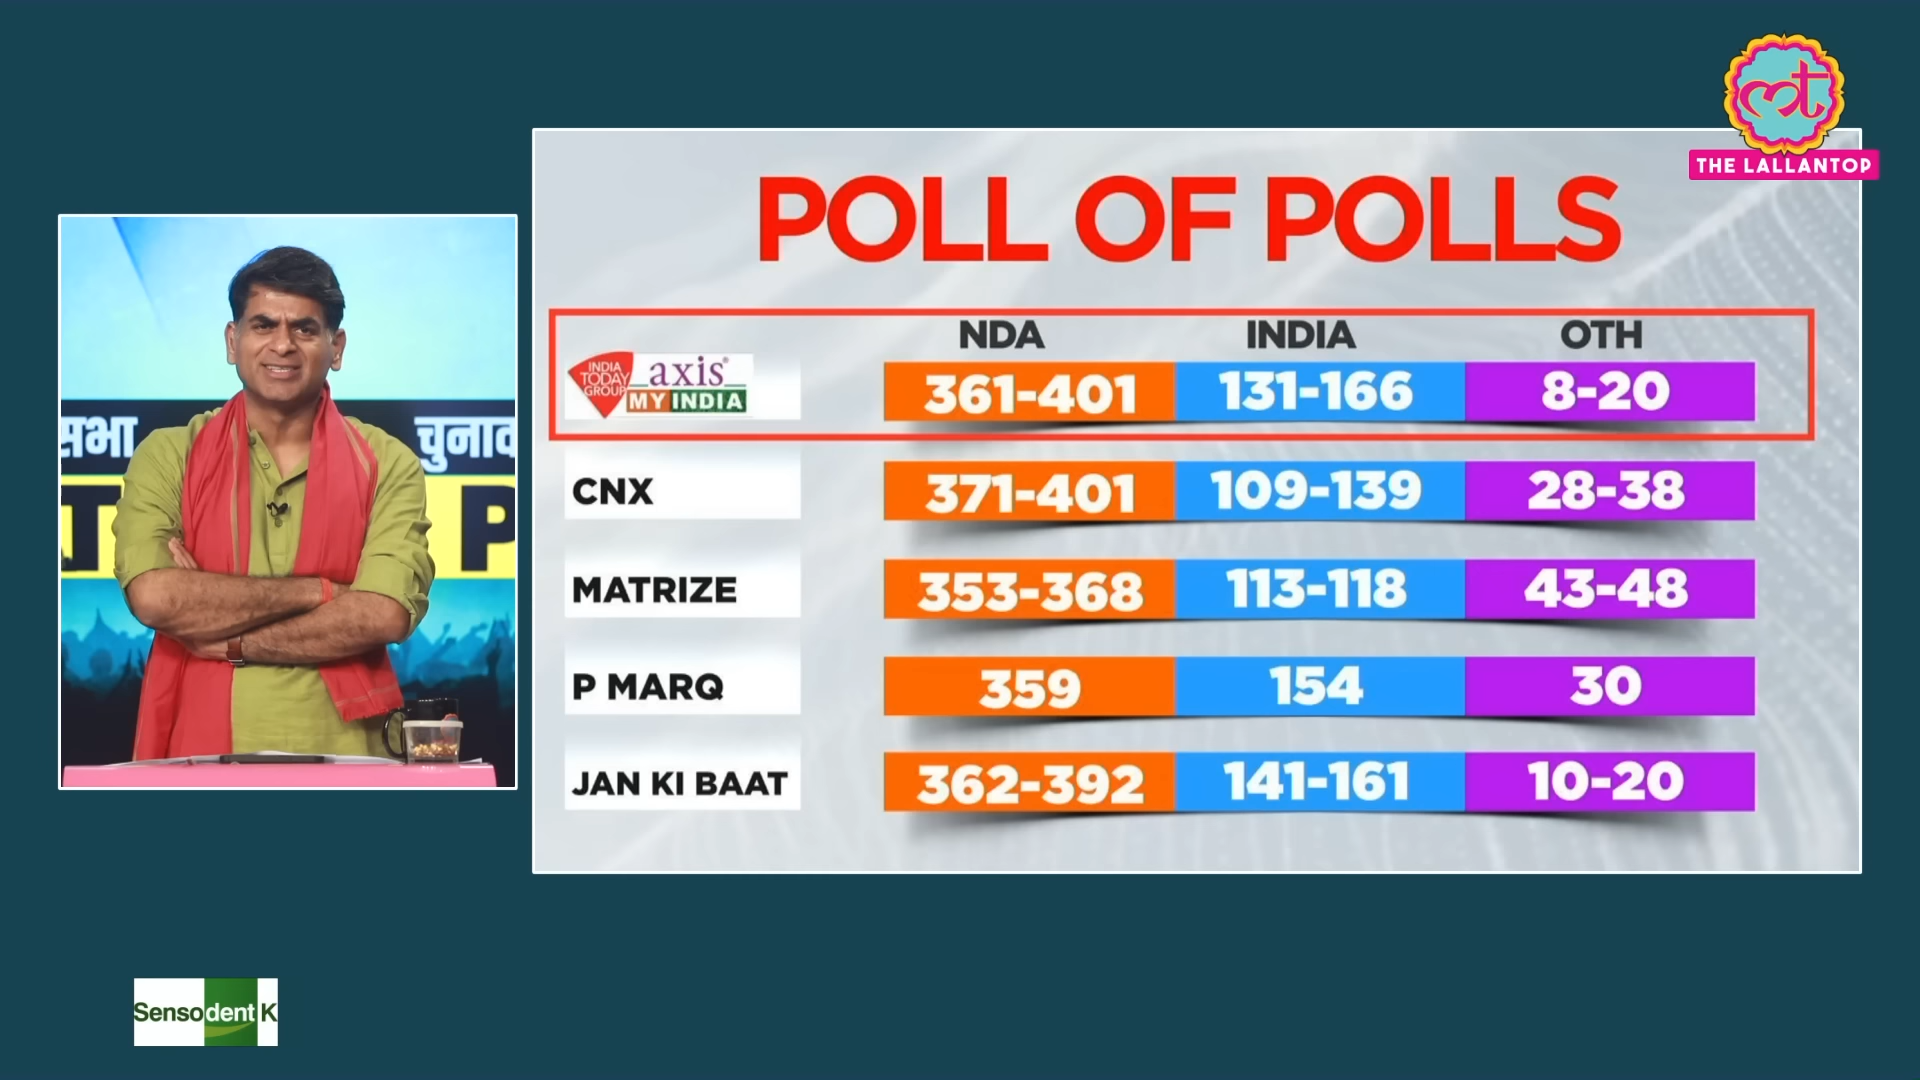 THE LALLANTOP
POLL OF POLLS
NDA INDIA OTH
INDIA
TODAY
GROUP
axis
MY INDIA
361-401 131-166 8-20
CNX 371-401 109-139 28-38
MATRIZE 353-368 113-118 43-48
P MARQ 359 154 30
JAN KI BAAT 362-392 141-161 10-20
सभा चुनाव
T P
Sensodent K